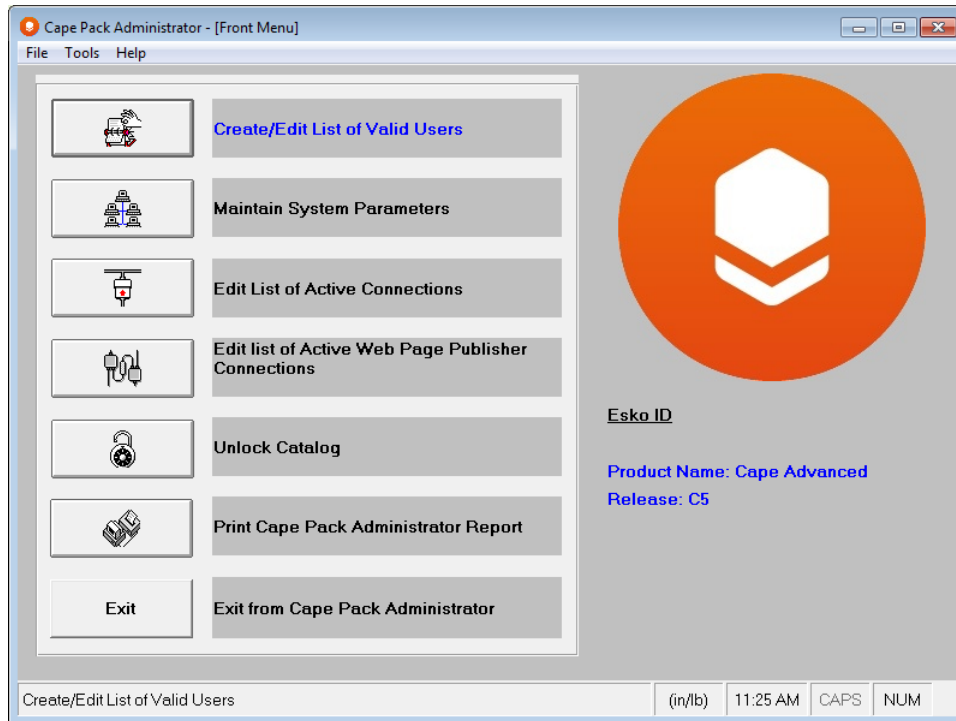 Cape Pack Administrator - [Front Menu]
File Tools Help
Create/Edit List of Valid Users
Maintain System Parameters
Edit List of Active Connections
Edit list of Active Web Page Publisher
Connections
Unlock Catalog
Print Cape Pack Administrator Report
Exit
Exit from Cape Pack Administrator
Esko ID
Product Name: Cape Advanced
Release: C5
Create/Edit List of Valid Users
(in/lb)
11:25 AM
CAPS
NUM